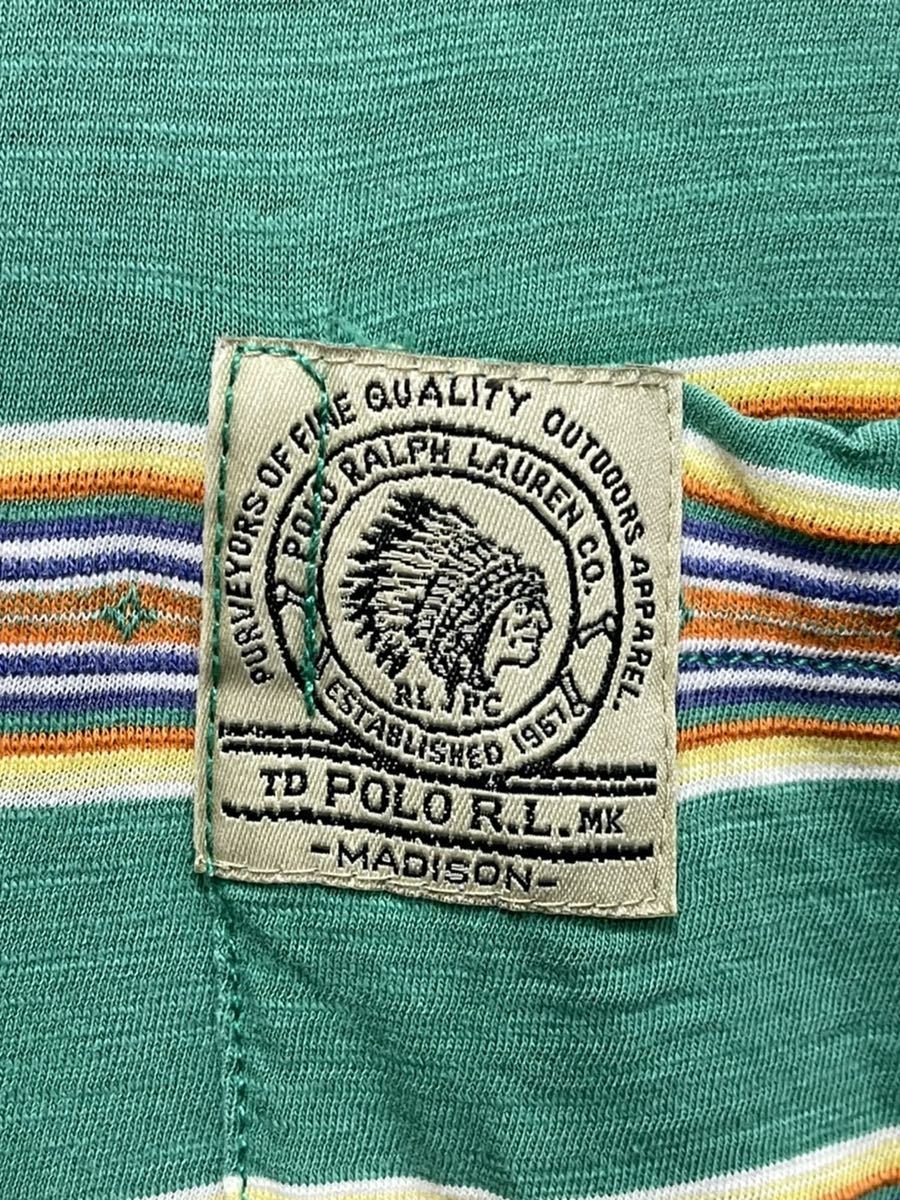 PURVEYORS OF FINE QUALITY OUTDOORS APPAREL.
POLO RALPH LAUREN CO.
RL PC
ESTABLISHED 1967
TD POLO R.L. MK
-MADISON-